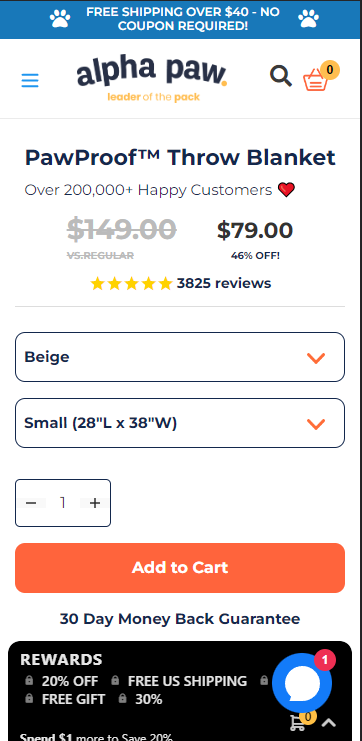 FREE SHIPPING OVER $40 - NO
COUPON REQUIRED!
alpha paw.
leader of the pack
0
PawProof™ Throw Blanket
Over 200,000+ Happy Customers
$149.00 $79.00
VS.REGULAR 46% OFF!
3825 reviews
Beige
Small (28"L x 38"W)
− 1 +
Add to Cart
30 Day Money Back Guarantee
REWARDS
1
20% OFF FREE US SHIPPING
FREE GIFT 30%
0
Spend $1 more to Save 20%